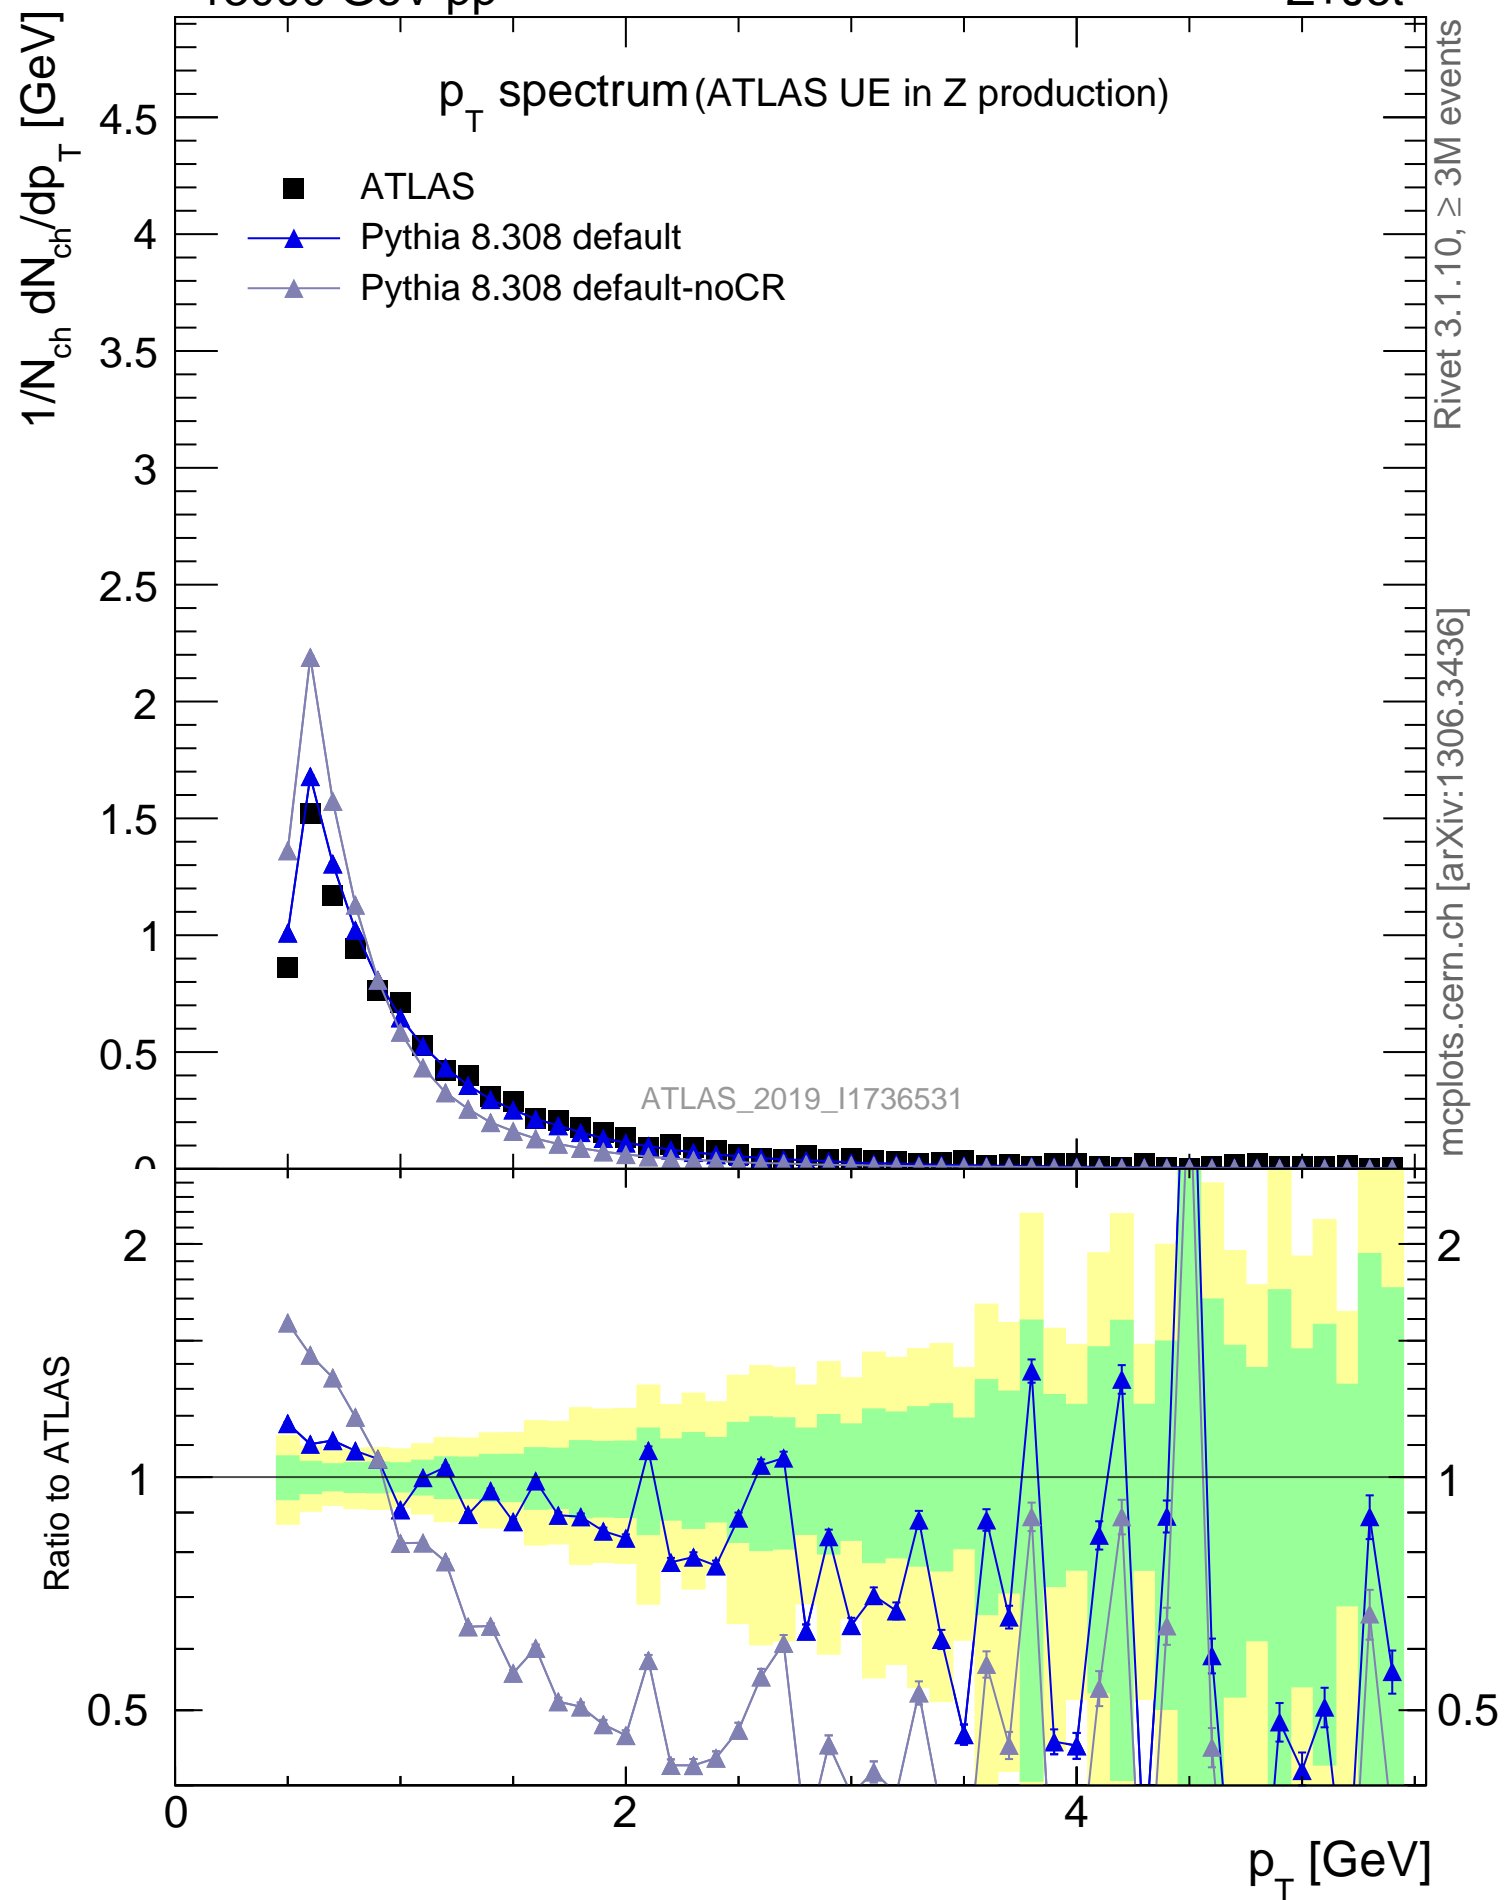 p_T spectrum (ATLAS UE in Z production)
ATLAS
Pythia 8.308 default
Pythia 8.308 default-noCR
1/N_ch dN_ch/dp_T [GeV]
4.5
4
3.5
3
2.5
2
1.5
1
0.5
ATLAS_2019_I1736531
Rivet 3.1.10, ≥ 3M events
mcplots.cern.ch [arXiv:1306.3436]
Ratio to ATLAS
2
1
0.5
2
1
0.5
0
2
4
p_T [GeV]